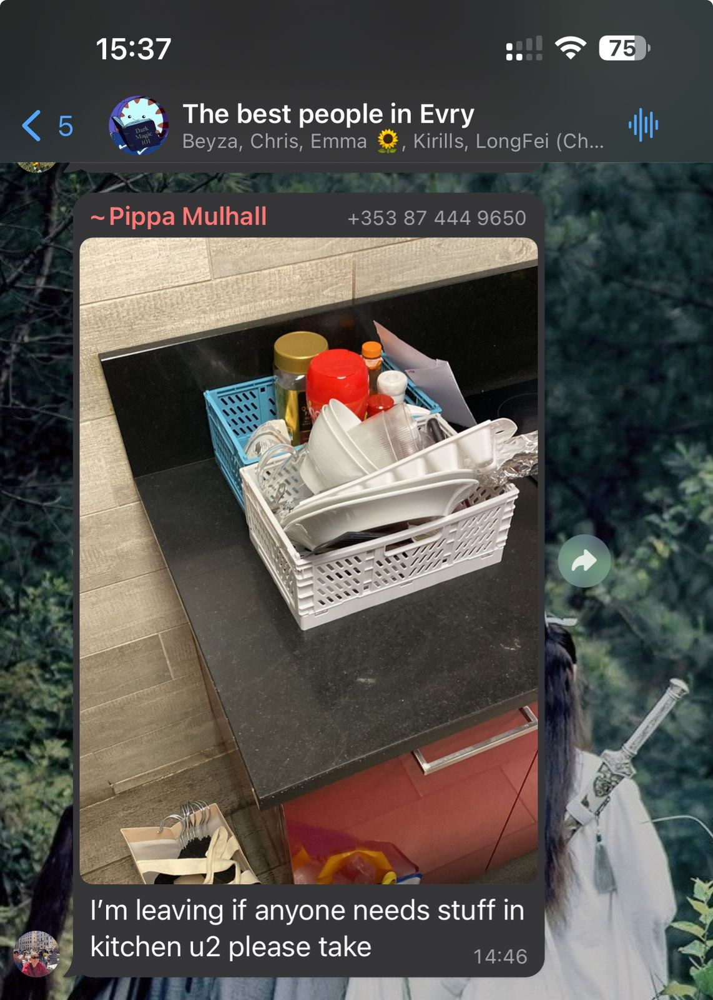 15:37
75
5
Dark
Magic
101
The best people in Evry
Beyza, Chris, Emma 🌻, Kirills, LongFei (Ch...
~Pippa Mulhall
+353 87 444 9650
I'm leaving if anyone needs stuff in
kitchen u2 please take
14:46